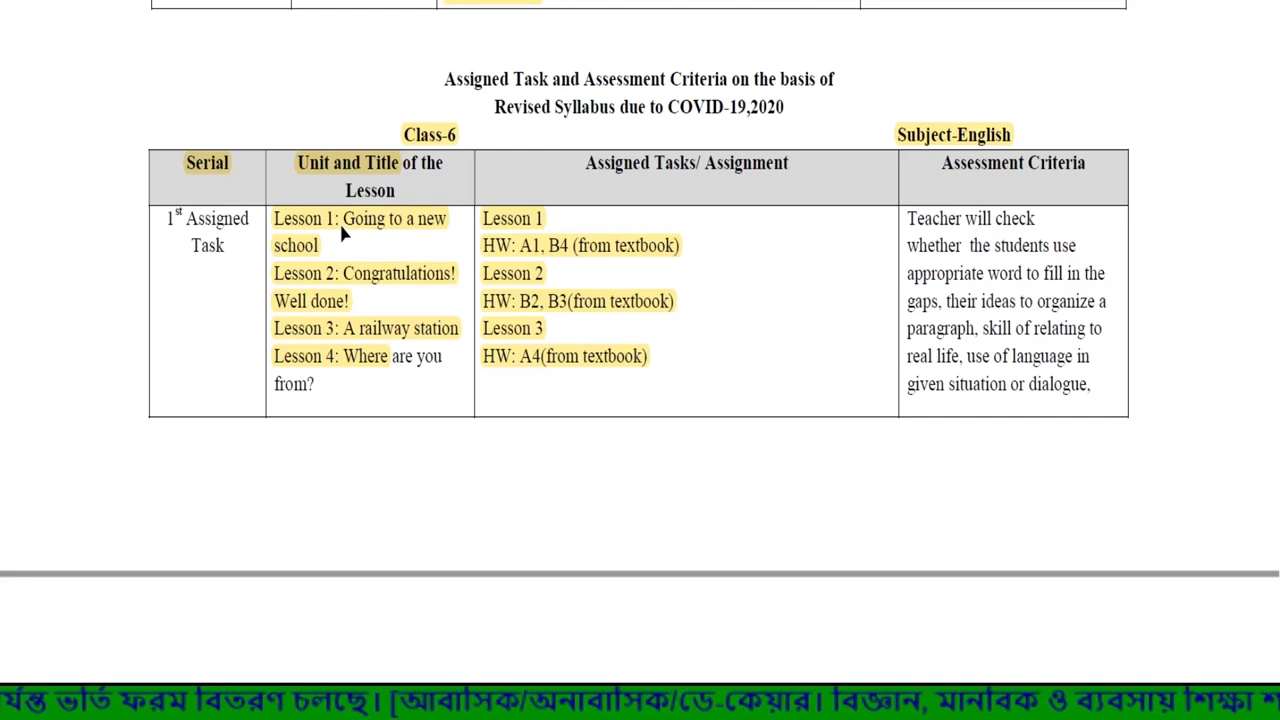 Assigned Task and Assessment Criteria on the basis of
Revised Syllabus due to COVID-19,2020
Class-6
Subject-English
Serial
Unit and Title of the
Lesson
Assigned Tasks/ Assignment
Assessment Criteria
1st Assigned
Task
Lesson 1: Going to a new
school
Lesson 2: Congratulations!
Well done!
Lesson 3: A railway station
Lesson 4: Where are you
from?
Lesson 1
HW: A1, B4 (from textbook)
Lesson 2
HW: B2, B3(from textbook)
Lesson 3
HW: A4(from textbook)
Teacher will check
whether the students use
appropriate word to fill in the
gaps, their ideas to organize a
paragraph, skill of relating to
real life, use of language in
given situation or dialogue,
ভর্তি ফরম বিতরণ চলছে। [আবাসিক/অনাবাসিক/ডে-কেয়ার। বিজ্ঞান, মানবিক ও ব্যবসায় শিক্ষা